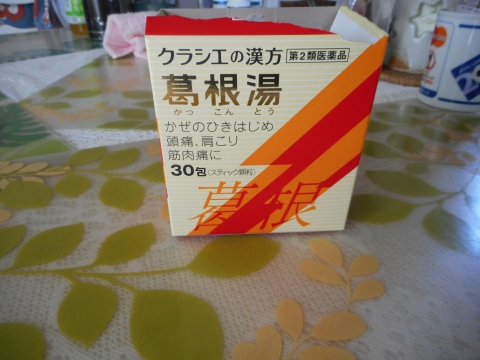 クラシエの漢方 第2類医薬品
葛根湯
かっ こん とう
かぜのひきはじめ
頭痛、肩こり
筋肉痛に
30包(スティック顆粒)
葛根